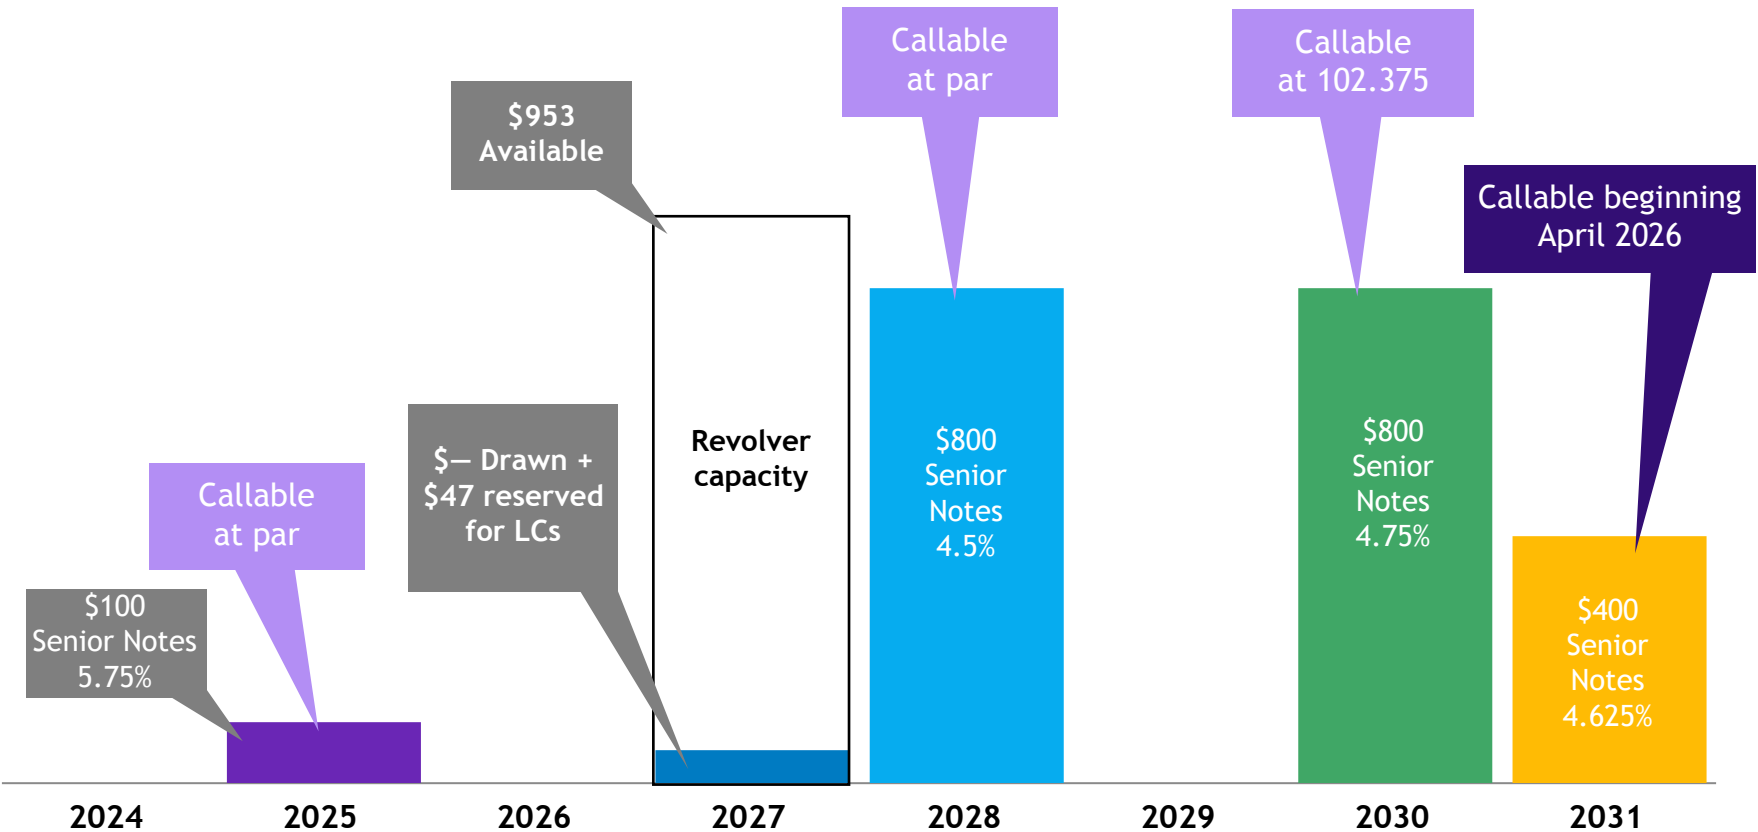 Callable
at par
Callable
at 102.375
$953
Available
Callable beginning
April 2026
$— Drawn +
$47 reserved
for LCs
Revolver
capacity
$800
Senior
Notes
4.5%
$800
Senior
Notes
4.75%
Callable
at par
$100
Senior Notes
5.75%
$400
Senior
Notes
4.625%
2024
2025
2026
2027
2028
2029
2030
2031